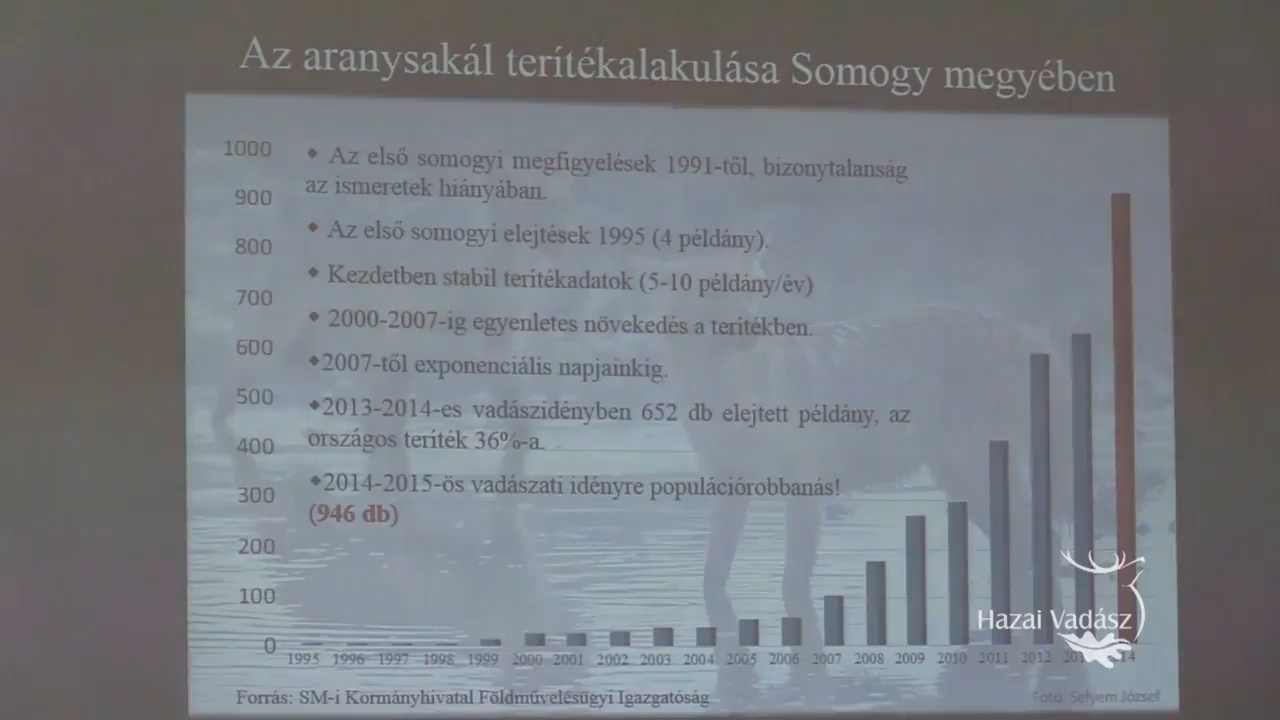 Az aranysakál terítékalakulása Somogy megyében
1000
900
800
700
600
500
400
300
200
100
0
◆ Az első somogyi megfigyelések 1991-től, bizonytalanság
az ismeretek hiányában.
◆ Az első somogyi elejtések 1995 (4 példány).
◆ Kezdetben stabil terítékadatok (5-10 példány/év)
◆ 2000-2007-ig egyenletes növekedés a terítékben.
◆2007-től exponenciális napjainkig.
◆2013-2014-es vadászidényben 652 db elejtett példány, az
országos teríték 36%-a.
◆2014-2015-ös vadászati idényre populációrobbanás!
(946 db)
1995 1996 1997 1998 1999 2000 2001 2002 2003 2004 2005 2006 2007 2008 2009 2010 2011 2012
Hazai Vadász
Forrás: SM-i Kormányhivatal Földművelésügyi Igazgatóság
Fotó: Selyem József